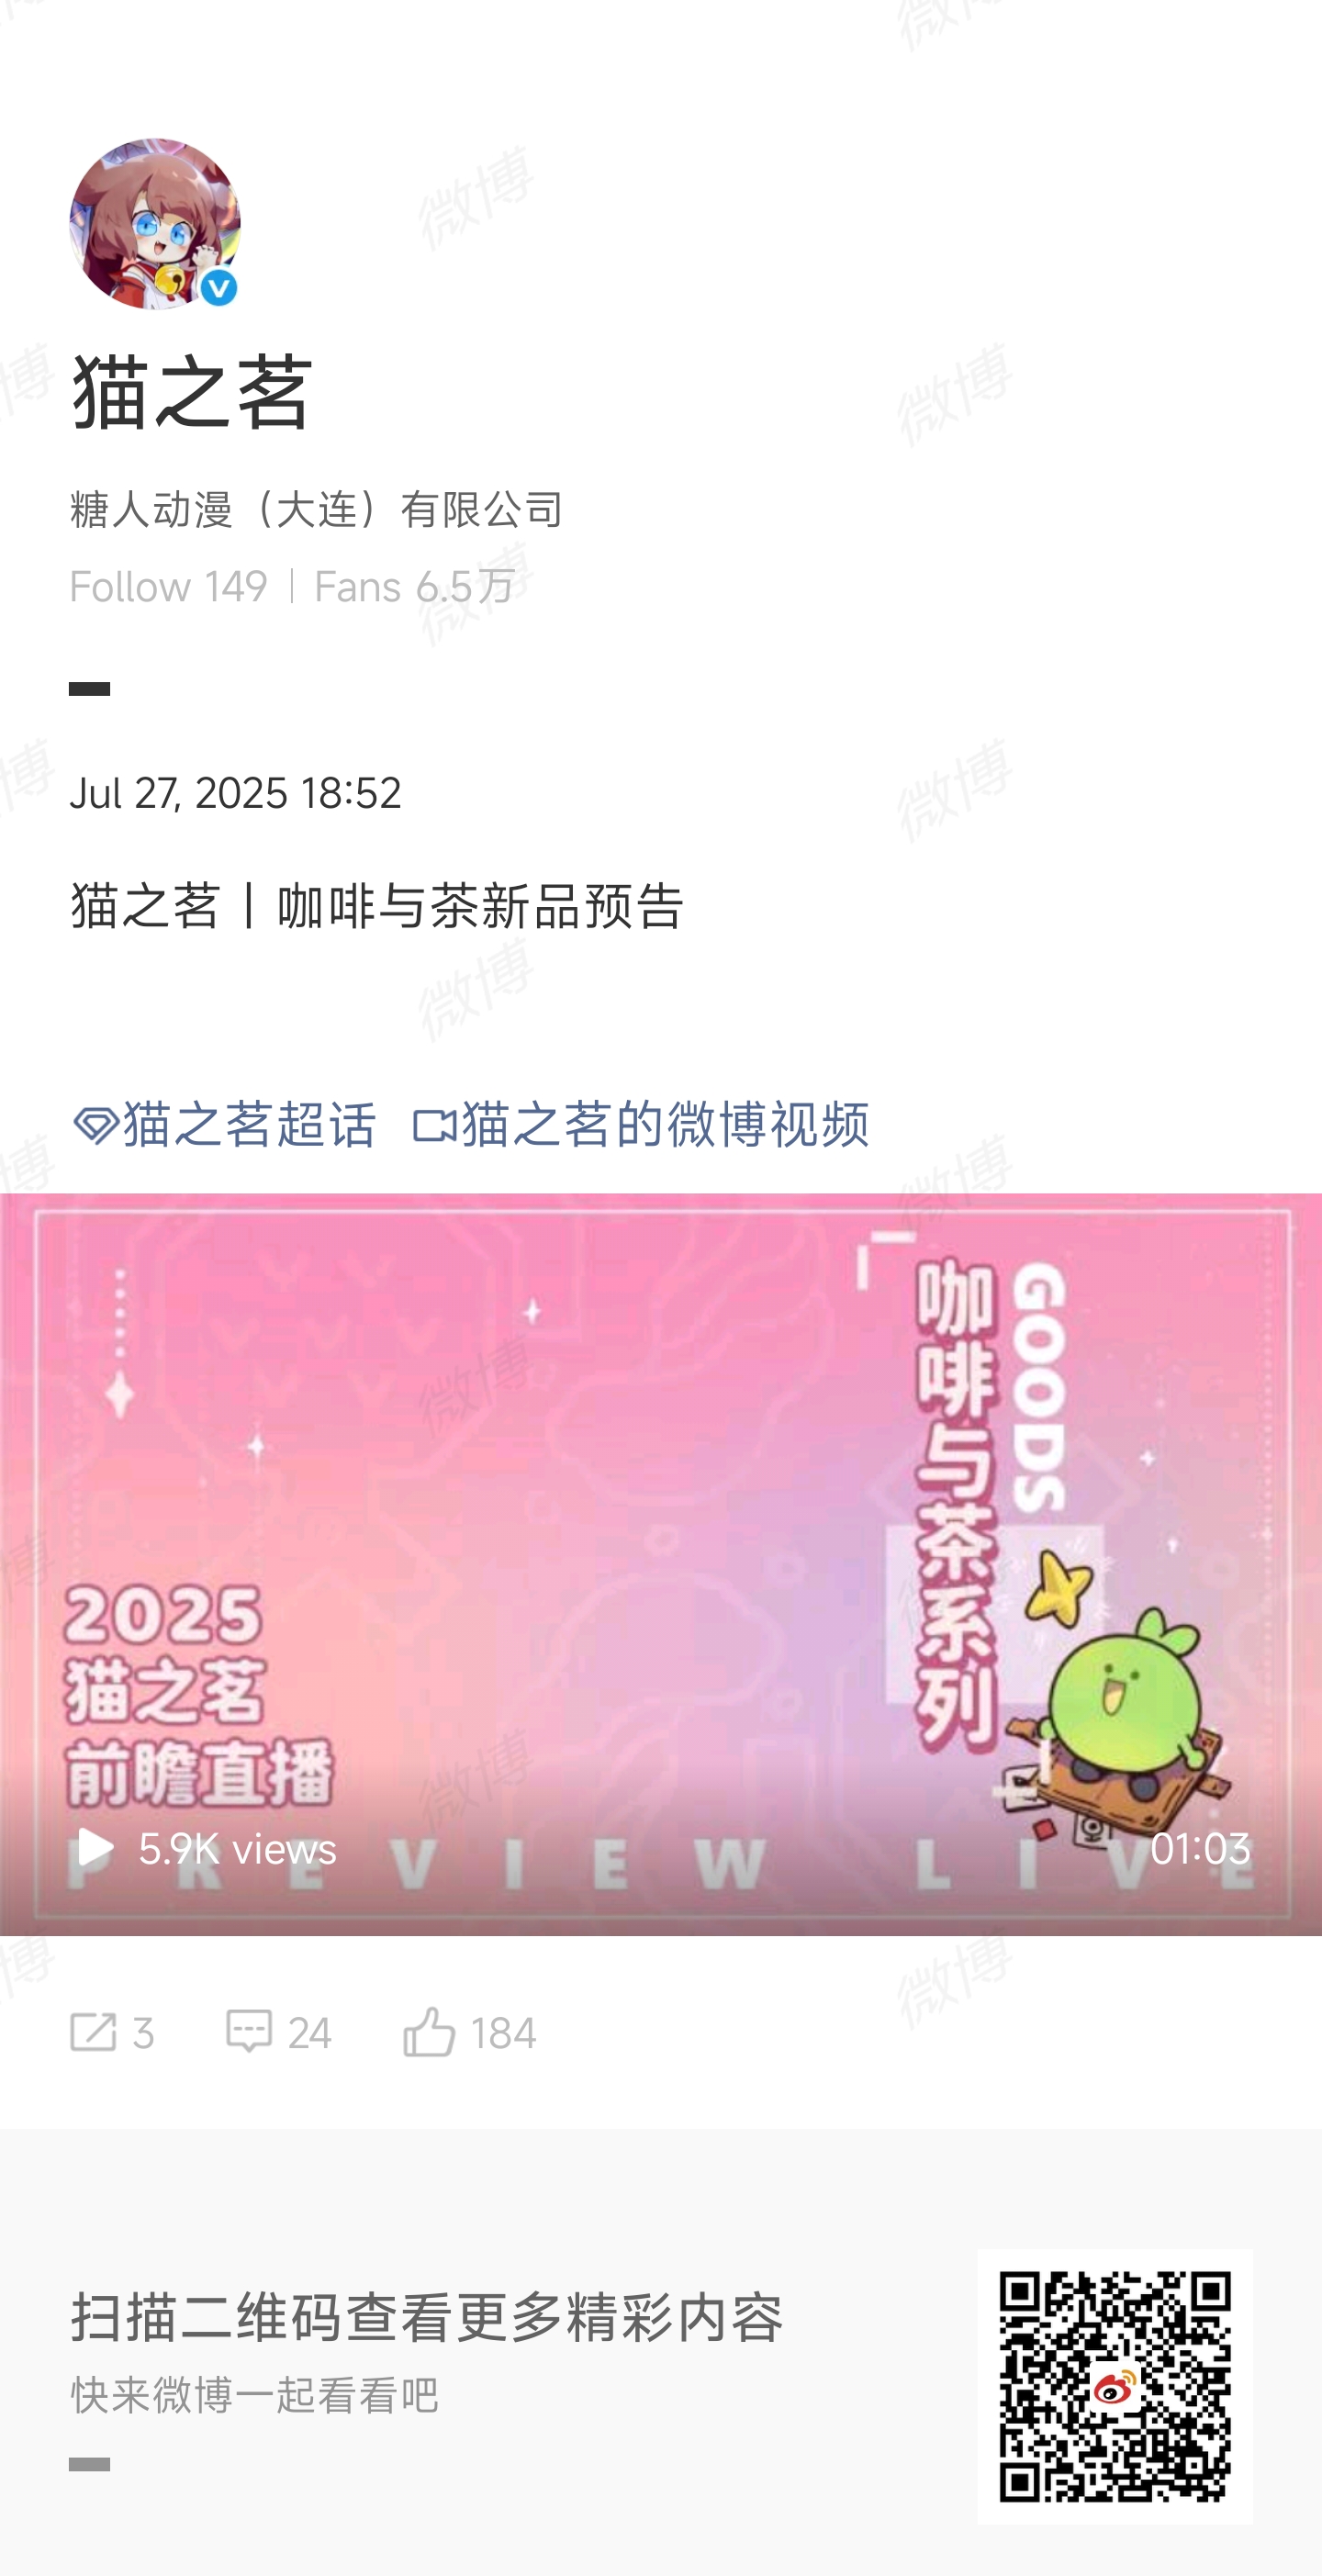 猫之茗
糖人动漫（大连）有限公司
Follow 149 | Fans 6.5万
Jul 27, 2025 18:52
猫之茗丨咖啡与茶新品预告
猫之茗超话 猫之茗的微博视频
GOODS
咖啡与茶系列
2025
猫之茗
前瞻直播
PREVIEW LIVE
5.9K views
01:03
3 24 184
扫描二维码查看更多精彩内容
快来微博一起看看吧
微博